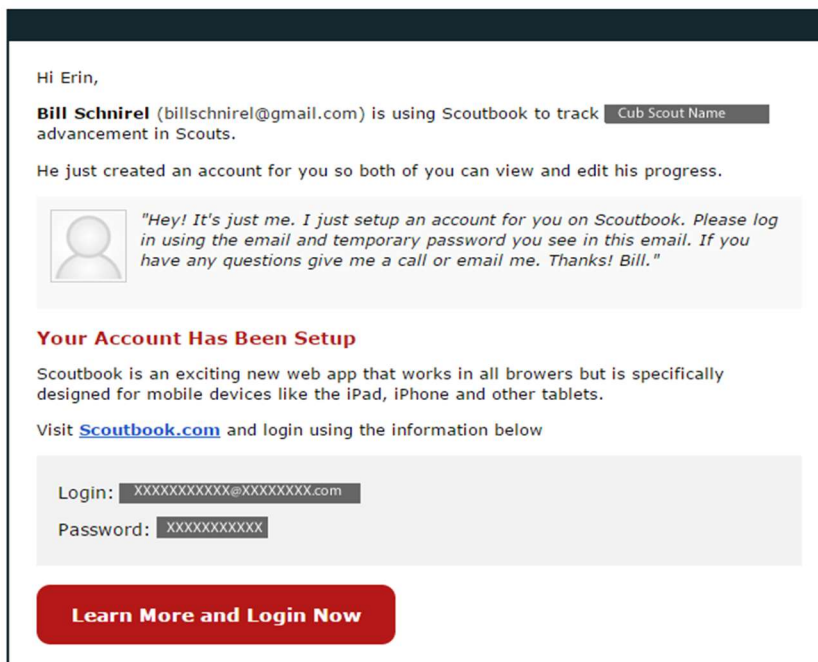 Hi Erin,
Bill Schnirel (billschnirel@gmail.com) is using Scoutbook to track Cub Scout Name
advancement in Scouts.
He just created an account for you so both of you can view and edit his progress.
"Hey! It's just me. I just setup an account for you on Scoutbook. Please log
in using the email and temporary password you see in this email. If you
have any questions give me a call or email me. Thanks! Bill."
Your Account Has Been Setup
Scoutbook is an exciting new web app that works in all browers but is specifically
designed for mobile devices like the iPad, iPhone and other tablets.
Visit Scoutbook.com and login using the information below
Login: XXXXXXXXXXX@XXXXXXXX.com
Password: XXXXXXXXXXX
Learn More and Login Now